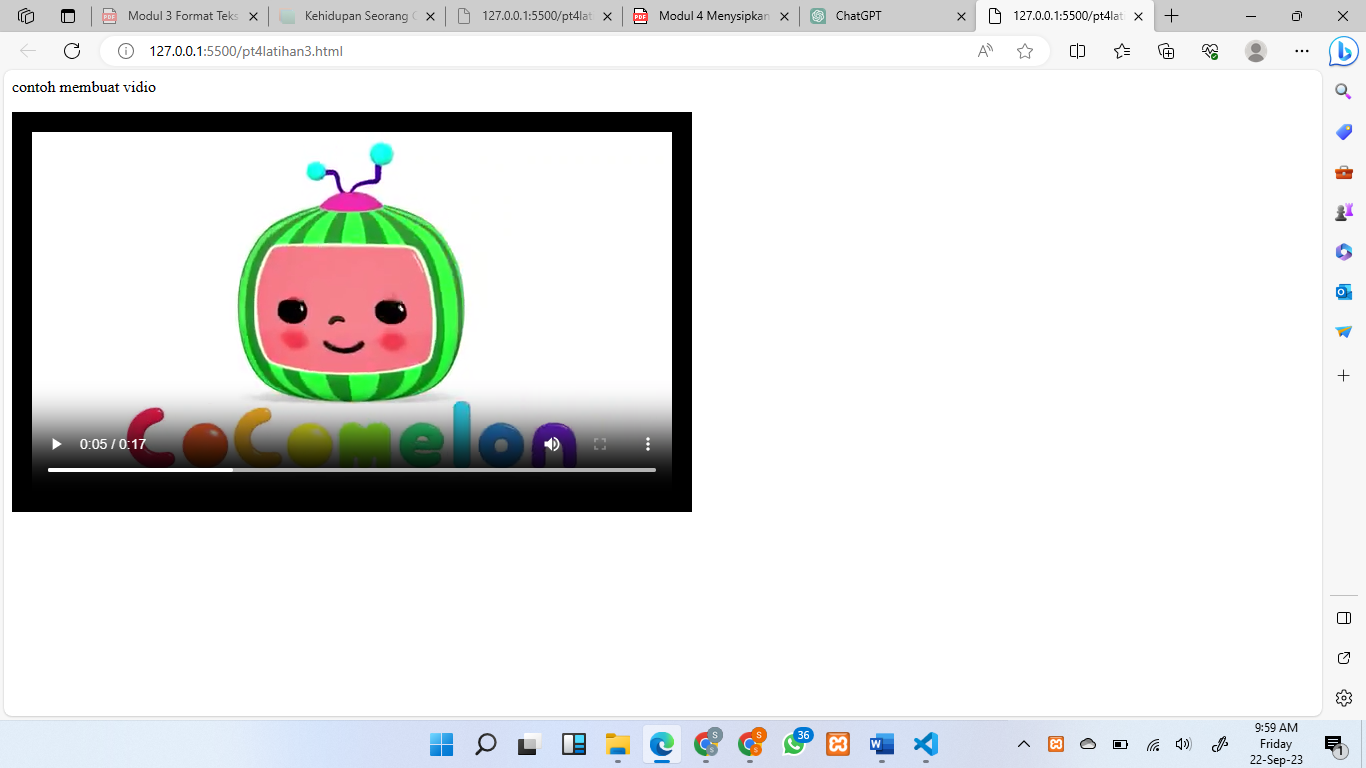 Modul 3 Format Teks
Kehidupan Seorang
127.0.0.1:5500/pt4lat
Modul 4 Menyisipkan
ChatGPT
127.0.0.1:5500/pt4lat
127.0.0.1:5500/pt4latihan3.html
contoh membuat vidio
CoComelon
0:05 / 0:17
36
9:59 AM
Friday
22-Sep-23
1